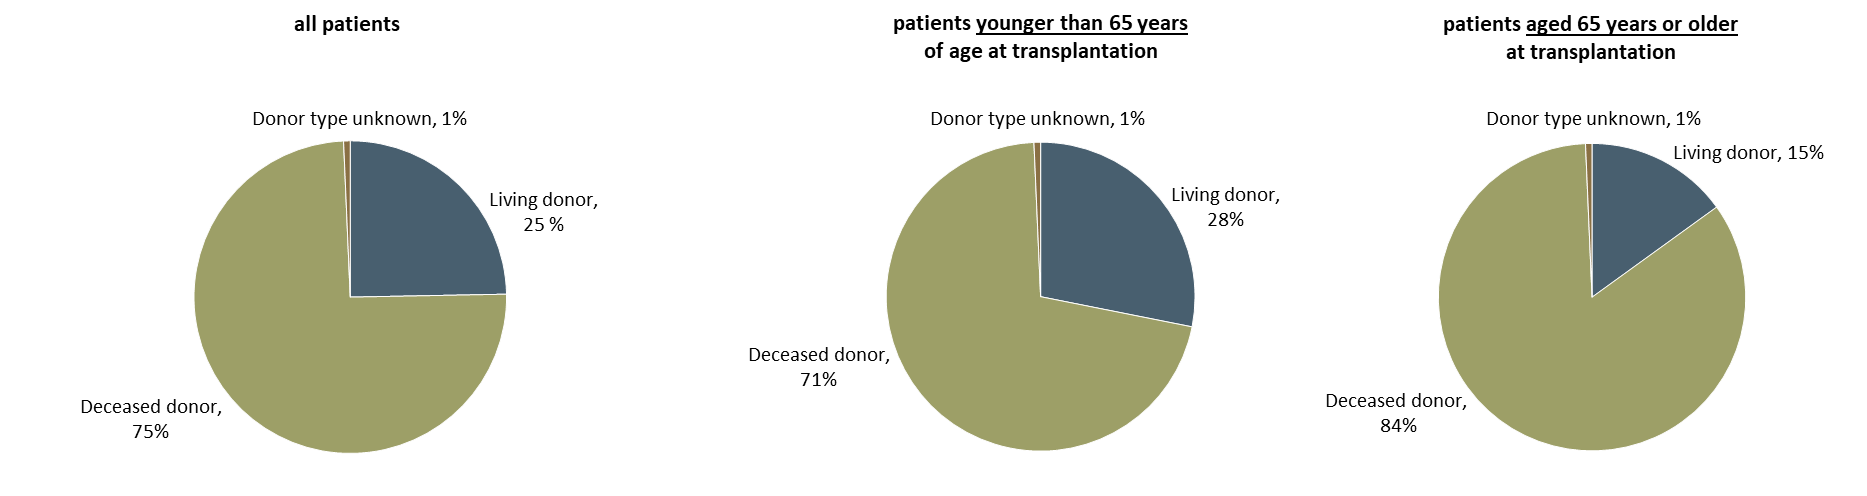 all patients
Donor type unknown, 1%
Living donor,
25 %
Deceased donor,
75%
patients younger than 65 years
of age at transplantation
Donor type unknown, 1%
Living donor,
28%
Deceased donor,
71%
patients aged 65 years or older
at transplantation
Donor type unknown, 1%
Living donor, 15%
Deceased donor,
84%